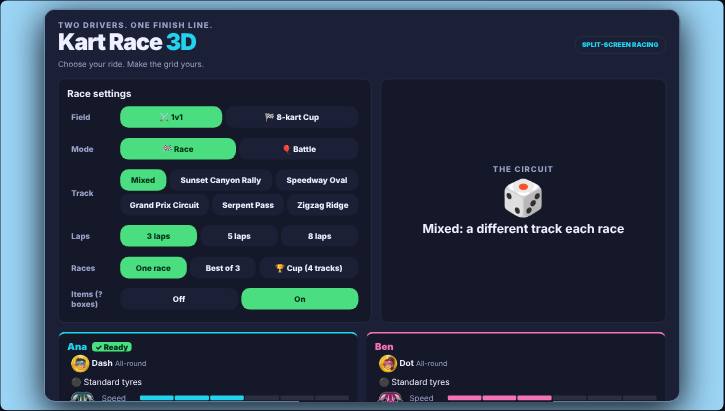 TWO DRIVERS. ONE FINISH LINE.
Kart Race 3D
SPLIT-SCREEN RACING
Choose your ride. Make the grid yours.
Race settings
Field
1v1
8-kart Cup
Mode
Race
Battle
Track
Mixed
Sunset Canyon Rally
Speedway Oval
Grand Prix Circuit
Serpent Pass
Zigzag Ridge
Laps
3 laps
5 laps
8 laps
Races
One race
Best of 3
Cup (4 tracks)
Items (?
boxes)
Off
On
THE CIRCUIT
Mixed: a different track each race
Ana ✓ Ready
Dash All-round
Standard tyres
Speed
Ben
Dot All-round
Standard tyres
Speed